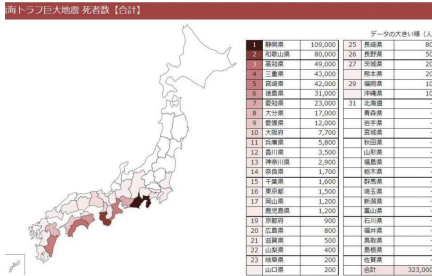 海トラフ巨大地震 死者数【合計】
データの大きい順（人
1 静岡県 109,000 25 長崎県 80
2 和歌山県 80,000 26 長野県 50
3 高知県 49,000 27 茨城県 20
4 三重県 43,000 熊本県 20
5 宮崎県 42,000 29 福岡県 10
6 徳島県 31,000 沖縄県 10
7 愛知県 23,000 31 北海道 -
8 大分県 17,000 青森県 -
9 愛媛県 12,000 岩手県 -
10 大阪府 7,700 宮城県 -
11 兵庫県 5,800 秋田県 -
12 香川県 3,500 山形県 -
13 神奈川県 2,900 福島県 -
14 奈良県 1,700 栃木県 -
15 千葉県 1,600 群馬県 -
16 東京都 1,500 埼玉県 -
17 岡山県 1,200 新潟県 -
鹿児島県 1,200 富山県 -
19 京都府 900 石川県 -
20 広島県 800 福井県 -
21 滋賀県 500 鳥取県 -
22 山梨県 400 島根県 -
23 岐阜県 200 佐賀県 -
山口県 200 合計 323,000